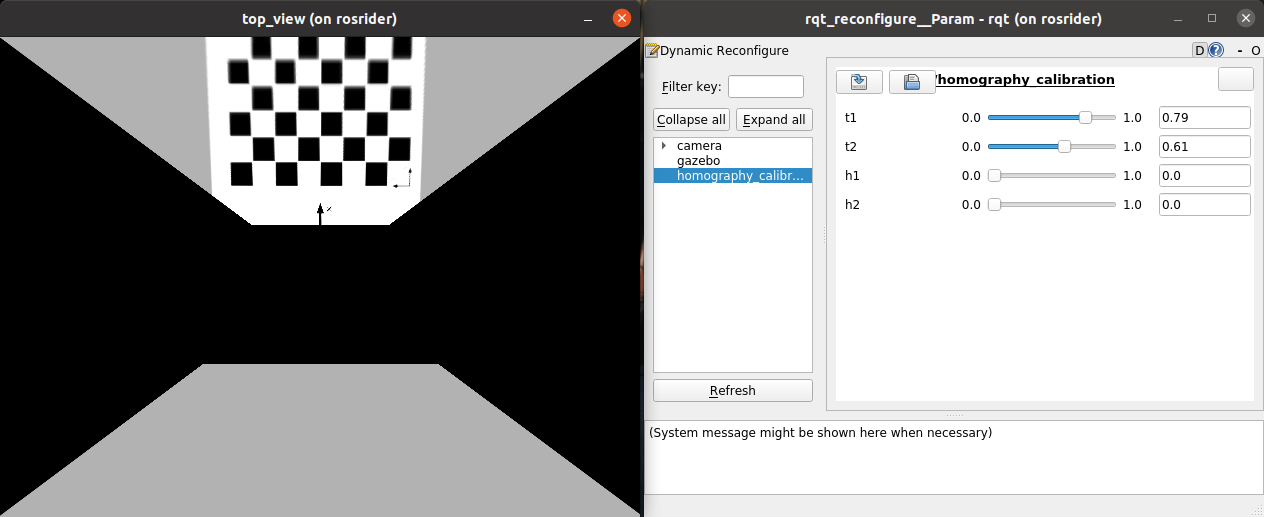 top_view (on rosrider)
rqt_reconfigure__Param - rqt (on rosrider)
Dynamic Reconfigure
D ? - O
Filter key:
/homography_calibration
Collapse all Expand all
t1 0.0 1.0 0.79
camera
t2 0.0 1.0 0.61
gazebo
homography_calibr...
h1 0.0 1.0 0.0
h2 0.0 1.0 0.0
Refresh
(System message might be shown here when necessary)